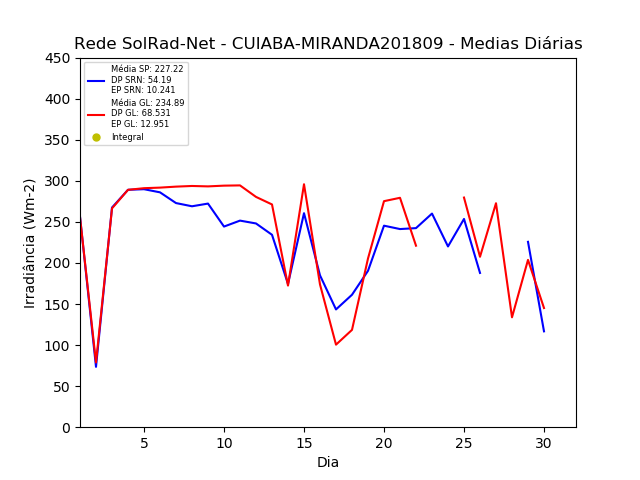 Rede SolRad-Net - CUIABA-MIRANDA201809 - Medias Diárias
450
400
350
300
250
200
150
100
50
0
Irradiância (Wm-2)
Média SP: 227.22
DP SRN: 54.19
EP SRN: 10.241
Média GL: 234.89
DP GL: 68.531
EP GL: 12.951
Integral
5
10
15
20
25
30
Dia